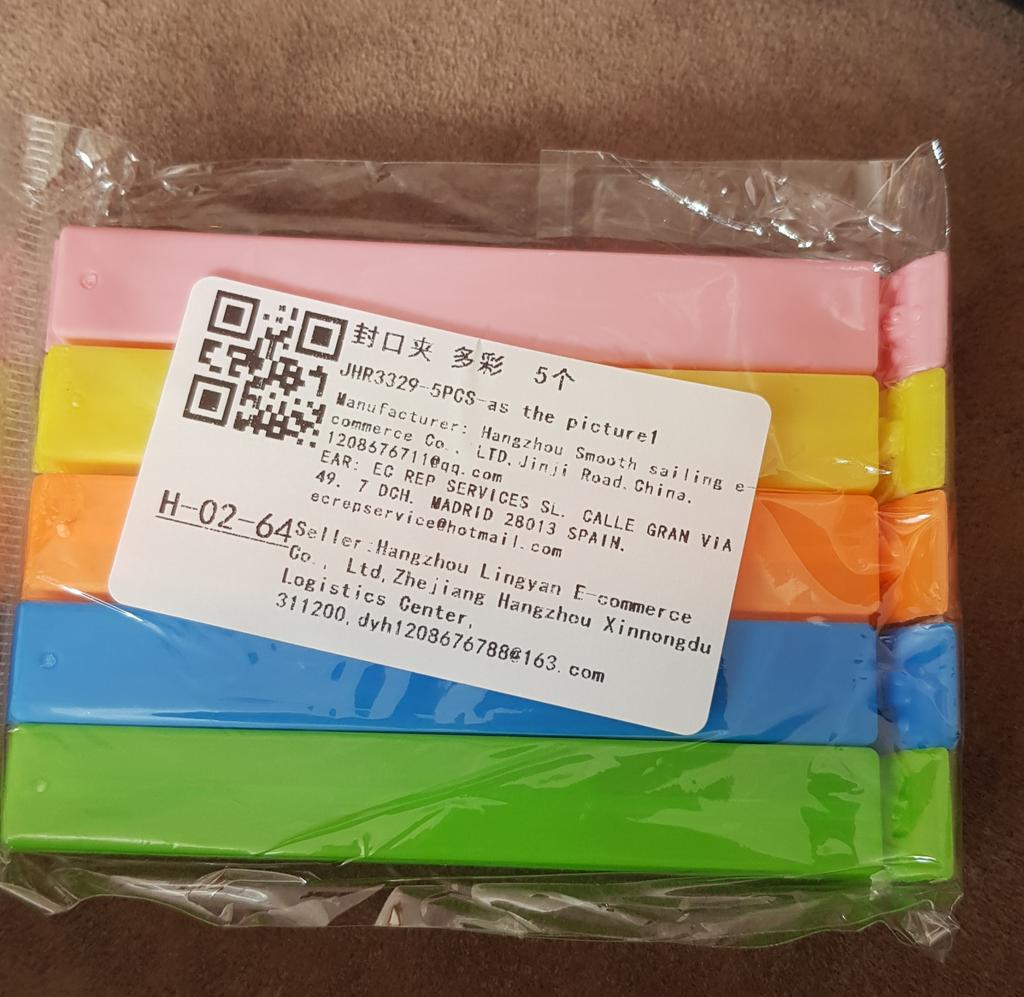 封口夹 多彩 5个
JHR3329-5PCS-as the picture1
Manufacturer: Hangzhou Smooth sailing e-
commerce Co., LTD.Jinji Road.China.
1208676711@qq.com
EAR: EC REP SERVICES SL. CALLE GRAN VIA
49. 7 DCH. MADRID 28013 SPAIN.
ecrepservice@hotmail.com
H-02-64
Seller:Hangzhou Lingyan E-commerce
Co., Ltd,Zhejiang Hangzhou Xinnongdu
Logistics Center,
311200,dyh1208676788@163.com